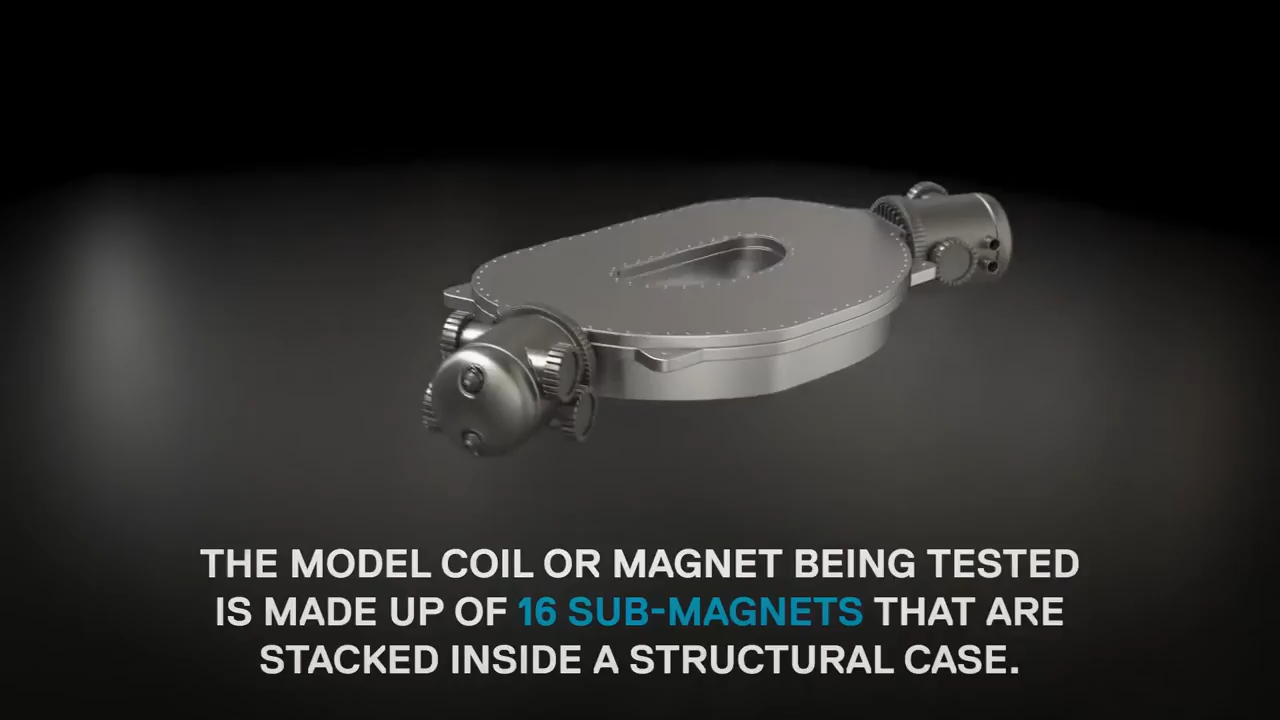 THE MODEL COIL OR MAGNET BEING TESTED
IS MADE UP OF 16 SUB-MAGNETS THAT ARE
STACKED INSIDE A STRUCTURAL CASE.